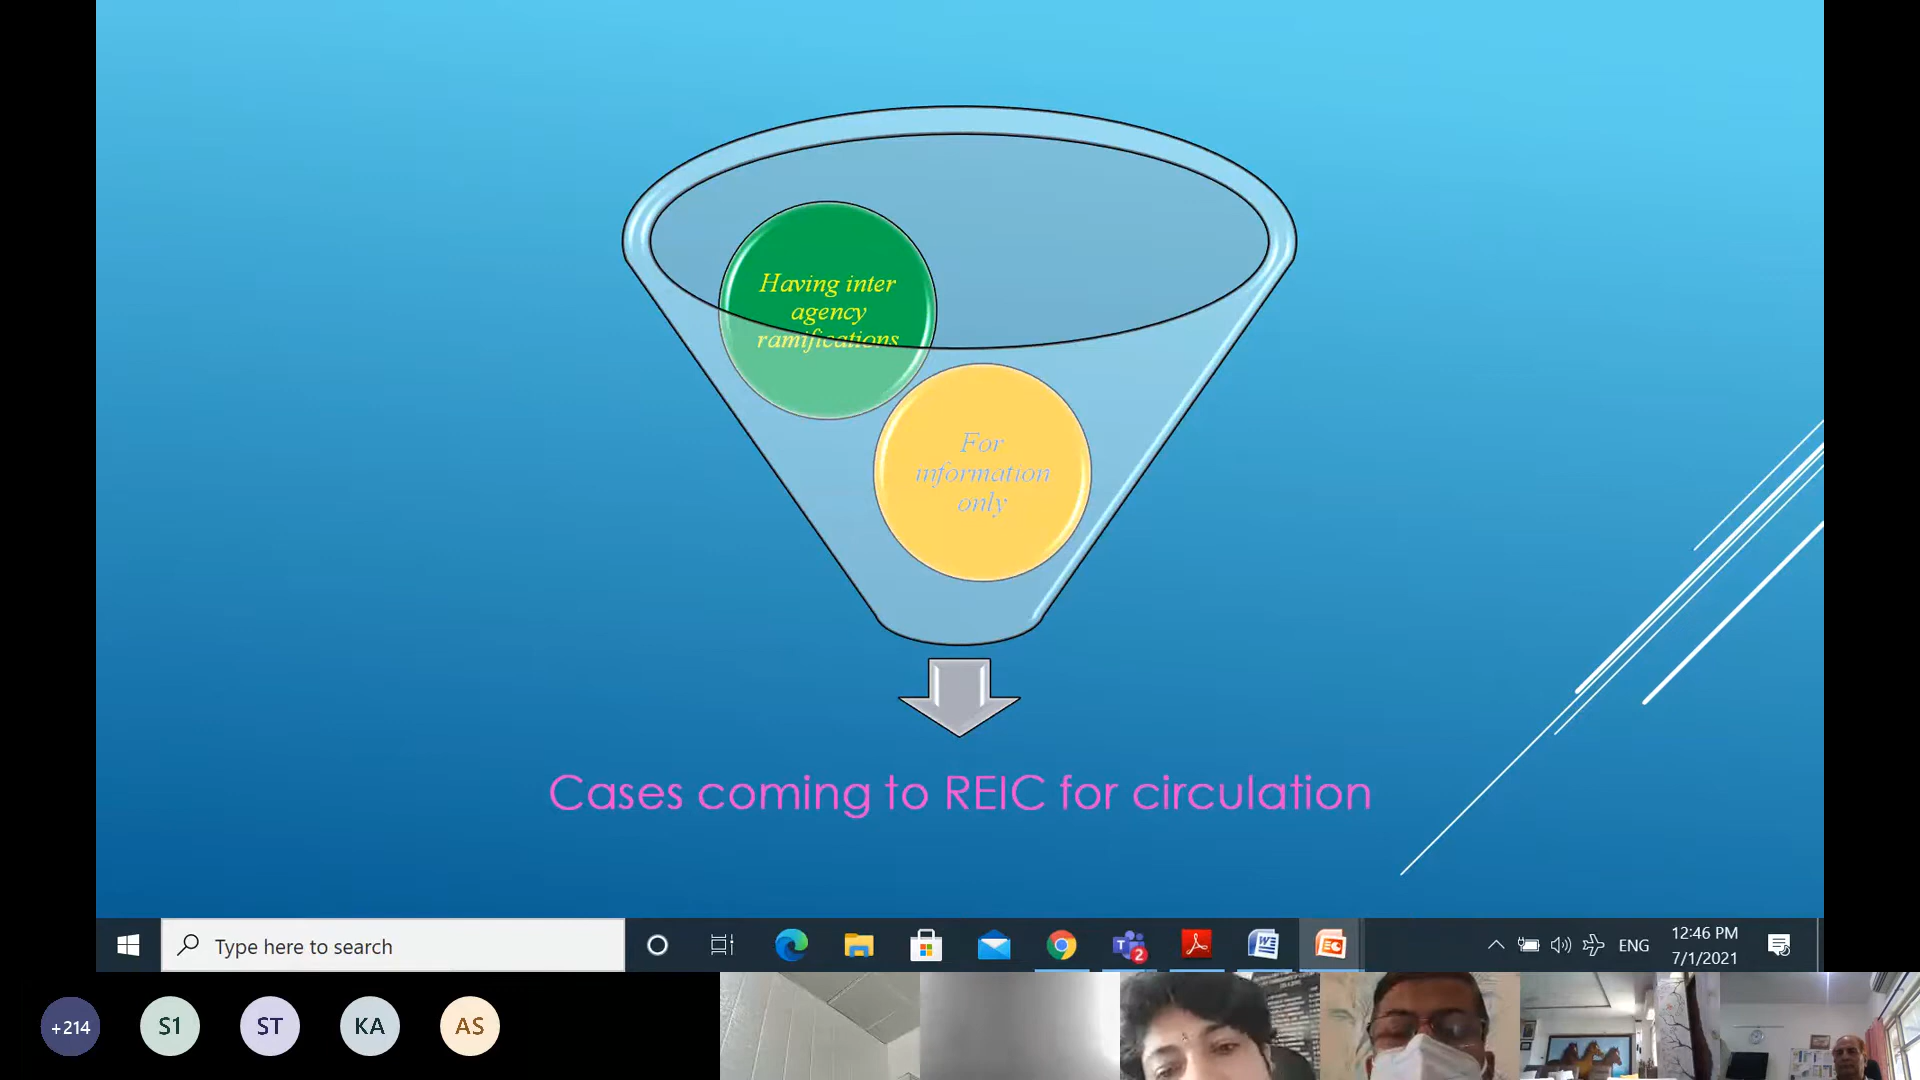 Having inter
agency
ramifications
For
information
only
Cases coming to REIC for circulation
Type here to search
2
ENG
12:46 PM
7/1/2021
+214
S1
ST
KA
AS